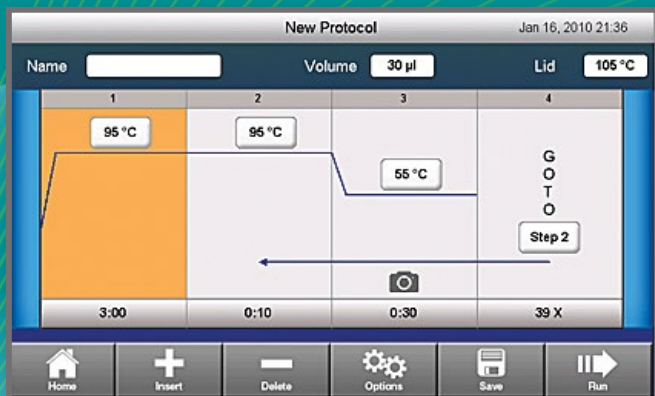 New Protocol Jan 16, 2010 21:36
Name Volume 30 µl Lid 105 °C
1 2 3 4
95 °C 95 °C 55 °C
G
O
T
O
Step 2
3:00 0:10 0:30 39 X
Home Insert Delete Options Save Run